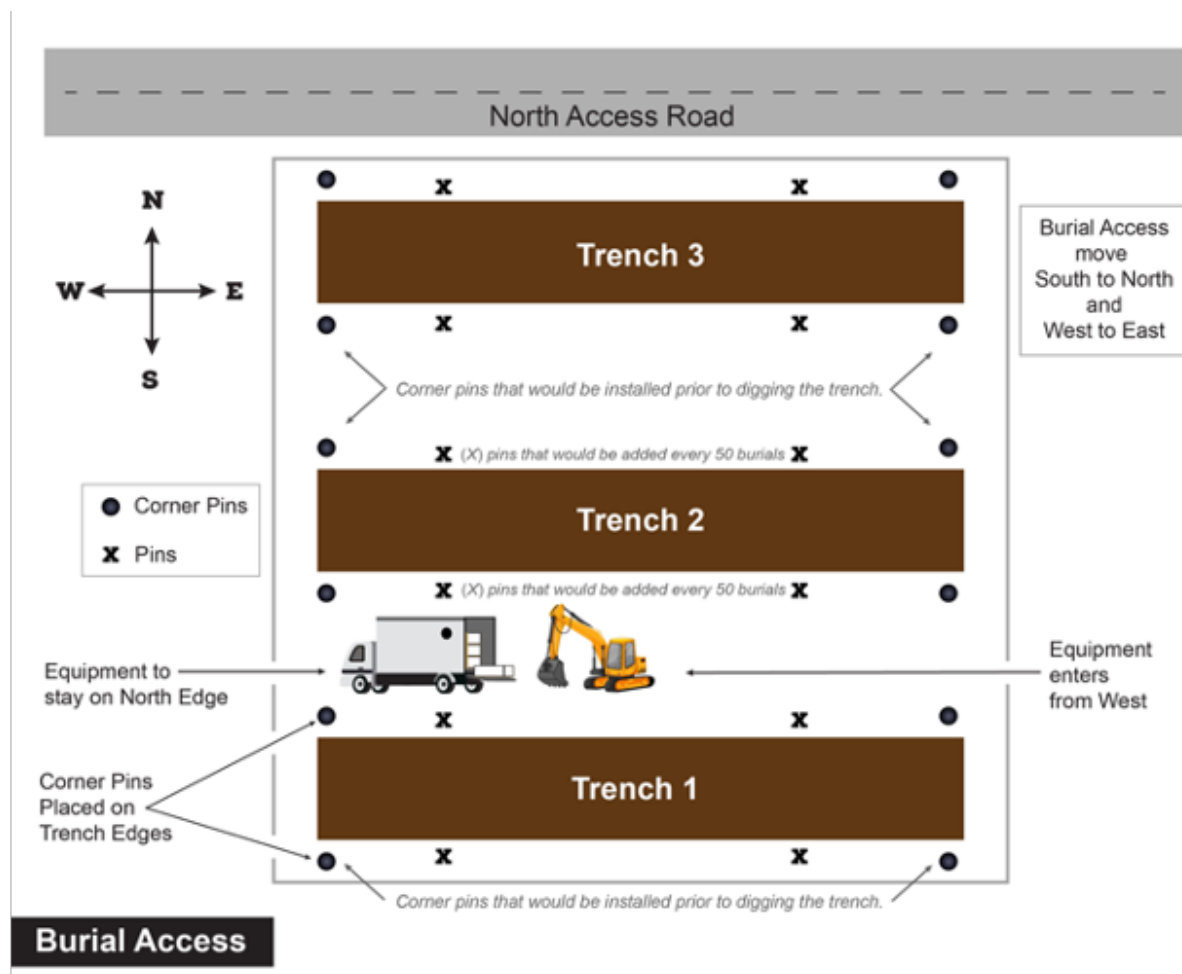 North Access Road
N
W
E
S
Trench 3
Burial Access
move
South to North
and
West to East
Corner pins that would be installed prior to digging the trench.
X (X) pins that would be added every 50 burials X
Corner Pins
X Pins
Trench 2
X (X) pins that would be added every 50 burials X
Equipment to
stay on North Edge
Equipment
enters
from West
Corner Pins
Placed on
Trench Edges
Trench 1
Corner pins that would be installed prior to digging the trench.
Burial Access